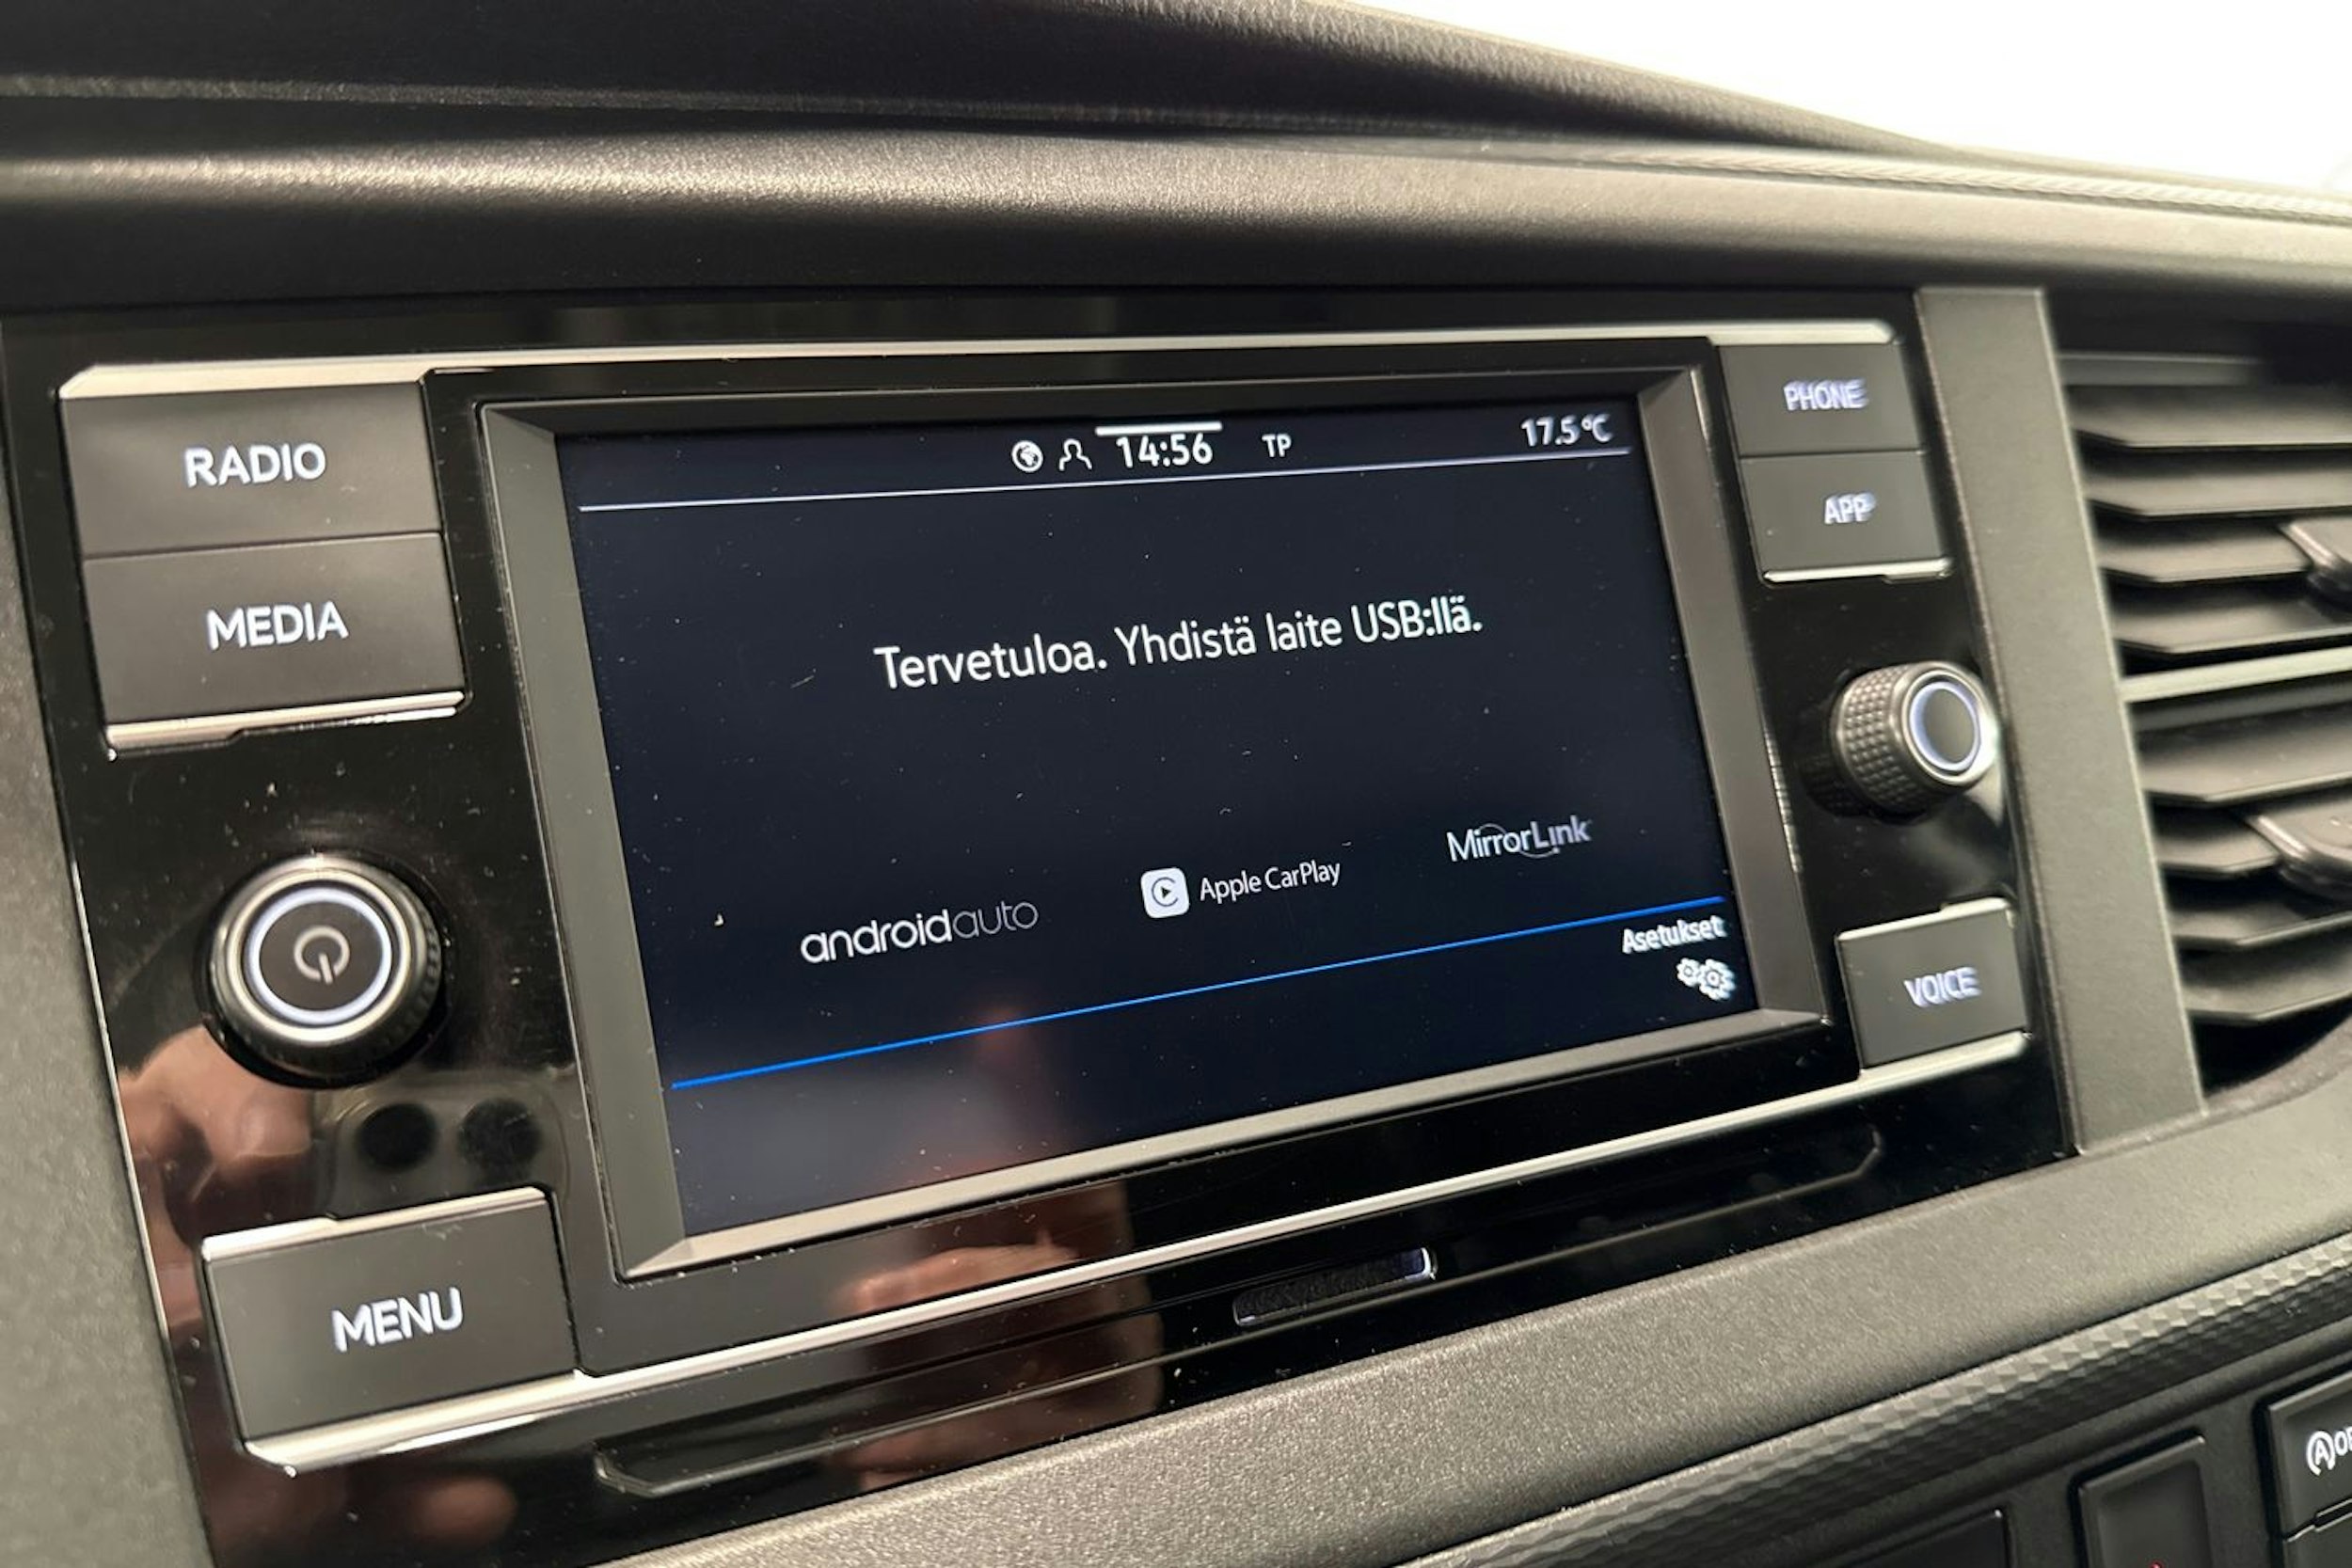 RADIO
MEDIA
MENU
14:56 TP 17.5°C
Tervetuloa. Yhdistä laite USB:llä.
androidauto Apple CarPlay MirrorLink
Asetukset
PHONE
APP
VOICE